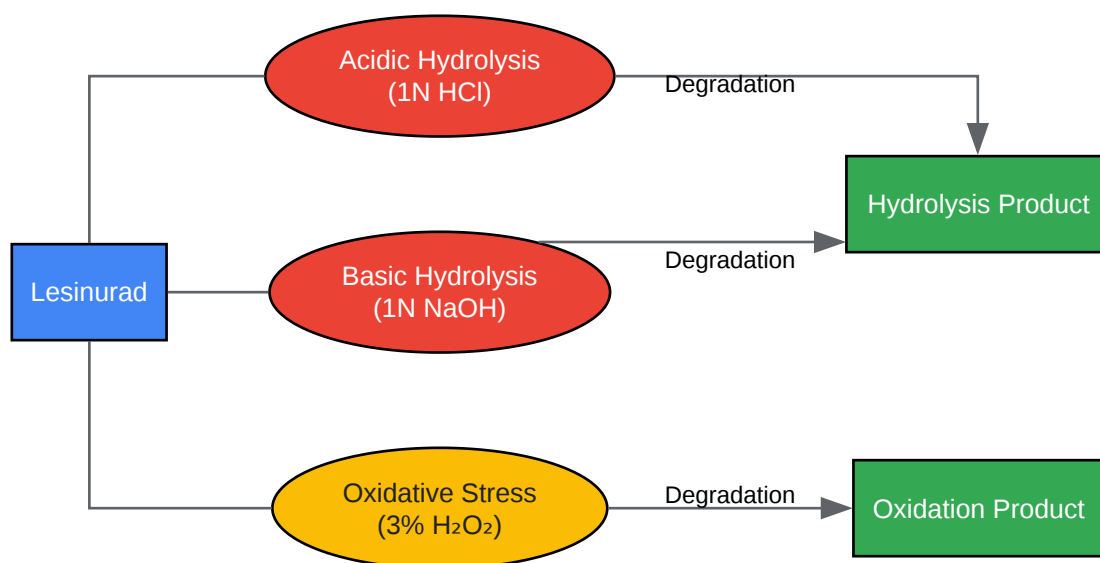 Acidic Hydrolysis
(1N HCl)
Degradation
Hydrolysis Product
Lesinurad
Basic Hydrolysis
(1N NaOH)
Degradation
Oxidative Stress
(3% H₂O₂)
Degradation
Oxidation Product